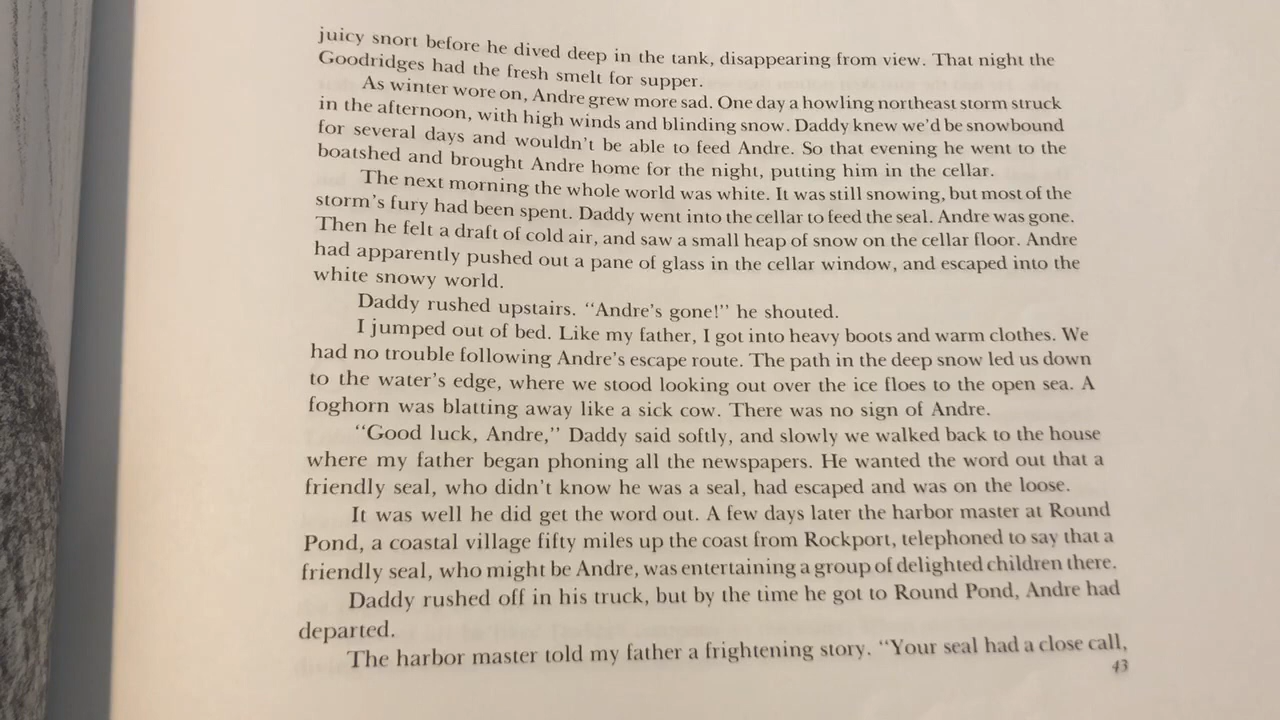 juicy snort before he dived deep in the tank, disappearing from view. That night the
Goodridges had the fresh smelt for supper.
As winter wore on, Andre grew more sad. One day a howling northeast storm struck
in the afternoon, with high winds and blinding snow. Daddy knew we'd be snowbound
for several days and wouldn't be able to feed Andre. So that evening he went to the
boatshed and brought Andre home for the night, putting him in the cellar.
The next morning the whole world was white. It was still snowing, but most of the
storm's fury had been spent. Daddy went into the cellar to feed the seal. Andre was gone.
Then he felt a draft of cold air, and saw a small heap of snow on the cellar floor. Andre
had apparently pushed out a pane of glass in the cellar window, and escaped into the
white snowy world.
Daddy rushed upstairs. “Andre's gone!” he shouted.
I jumped out of bed. Like my father, I got into heavy boots and warm clothes. We
had no trouble following Andre's escape route. The path in the deep snow led us down
to the water's edge, where we stood looking out over the ice floes to the open sea. A
foghorn was blatting away like a sick cow. There was no sign of Andre.
“Good luck, Andre,” Daddy said softly, and slowly we walked back to the house
where my father began phoning all the newspapers. He wanted the word out that a
friendly seal, who didn't know he was a seal, had escaped and was on the loose.
It was well he did get the word out. A few days later the harbor master at Round
Pond, a coastal village fifty miles up the coast from Rockport, telephoned to say that a
friendly seal, who might be Andre, was entertaining a group of delighted children there.
Daddy rushed off in his truck, but by the time he got to Round Pond, Andre had
departed.
The harbor master told my father a frightening story. “Your seal had a close call,
43